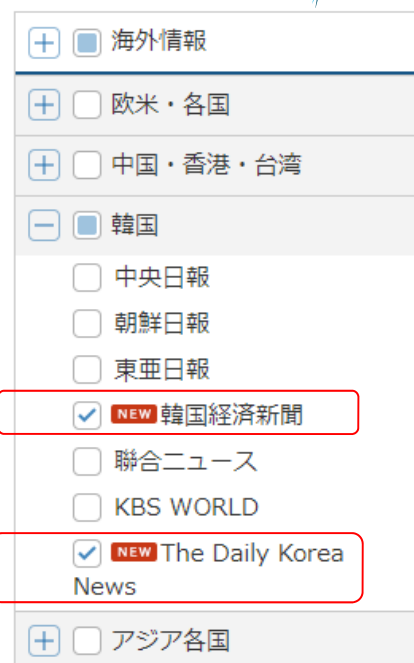 海外情報
欧米・各国
中国・香港・台湾
韓国
中央日報
朝鮮日報
東亜日報
NEW 韓国経済新聞
聯合ニュース
KBS WORLD
NEW The Daily Korea
News
アジア各国